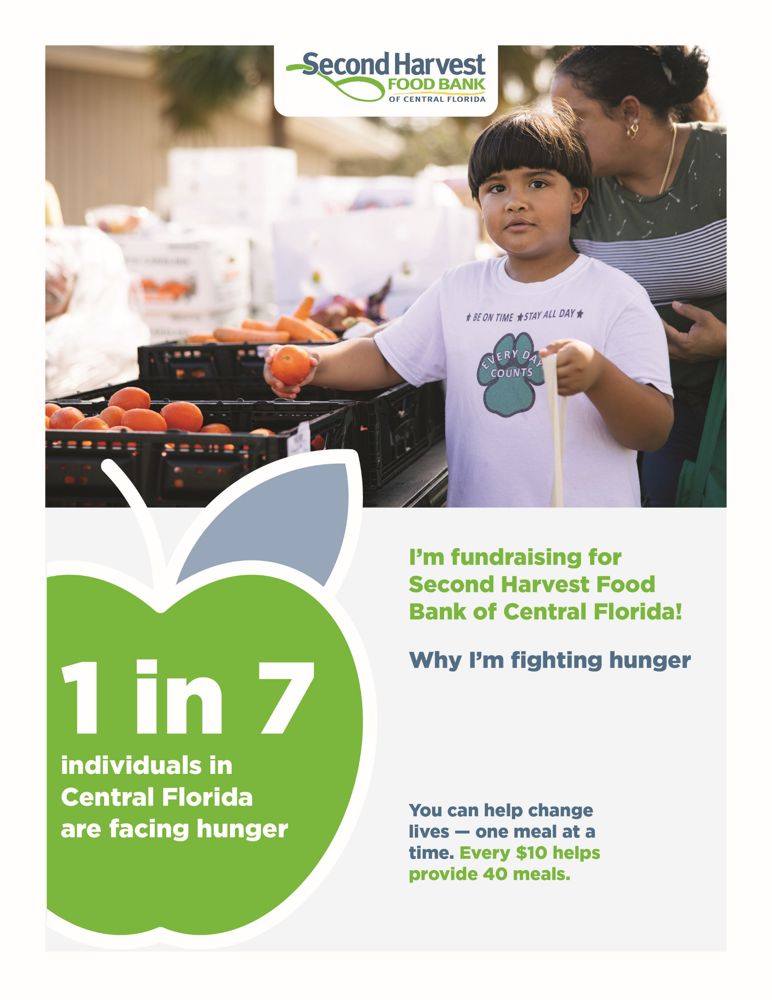 Second Harvest
FOOD BANK
OF CENTRAL FLORIDA
★ BE ON TIME ★ STAY ALL DAY ★
EVERY DAY
COUNTS
I’m fundraising for
Second Harvest Food
Bank of Central Florida!
Why I’m fighting hunger
1 in 7
individuals in
Central Florida
are facing hunger
You can help change
lives — one meal at a
time. Every $10 helps
provide 40 meals.